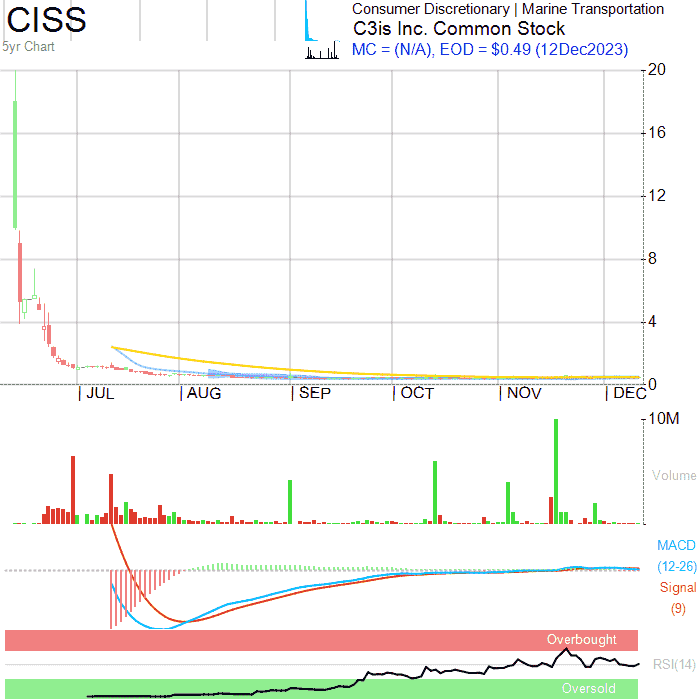 CISS
Consumer Discretionary | Marine Transportation
C3is Inc. Common Stock
5yr Chart
MC = (N/A), EOD = $0.49 (12Dec2023)
20
16
12
8
4
0
JUL AUG SEP OCT NOV DEC
10M
Volume
MACD
(12-26)
Signal
(9)
Overbought
RSI(14)
Oversold